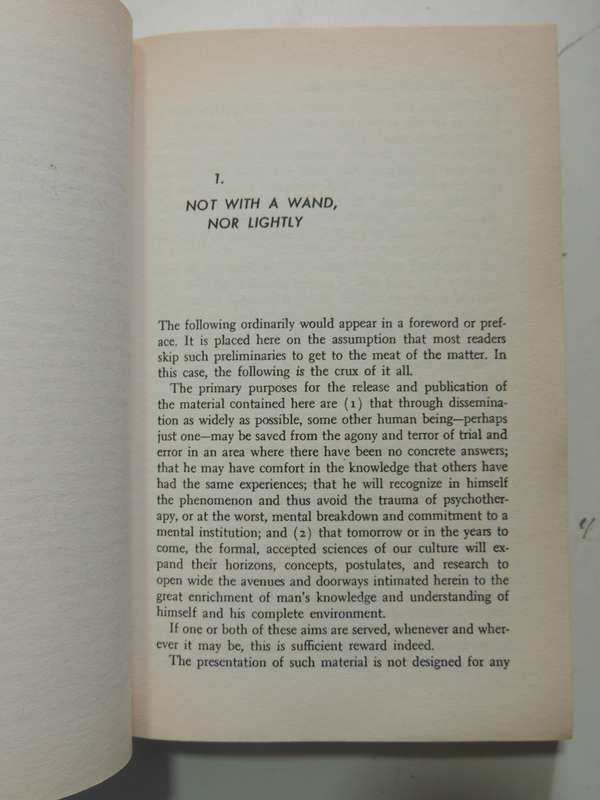 1.
NOT WITH A WAND,
NOR LIGHTLY
The following ordinarily would appear in a foreword or pref-
ace. It is placed here on the assumption that most readers
skip such preliminaries to get to the meat of the matter. In
this case, the following is the crux of it all.
The primary purposes for the release and publication of
the material contained here are (1) that through dissemina-
tion as widely as possible, some other human being—perhaps
just one—may be saved from the agony and terror of trial and
error in an area where there have been no concrete answers;
that he may have comfort in the knowledge that others have
had the same experiences; that he will recognize in himself
the phenomenon and thus avoid the trauma of psychother-
apy, or at the worst, mental breakdown and commitment to a
mental institution; and (2) that tomorrow or in the years to
come, the formal, accepted sciences of our culture will ex-
pand their horizons, concepts, postulates, and research to
open wide the avenues and doorways intimated herein to the
great enrichment of man's knowledge and understanding of
himself and his complete environment.
If one or both of these aims are served, whenever and wher-
ever it may be, this is sufficient reward indeed.
The presentation of such material is not designed for any